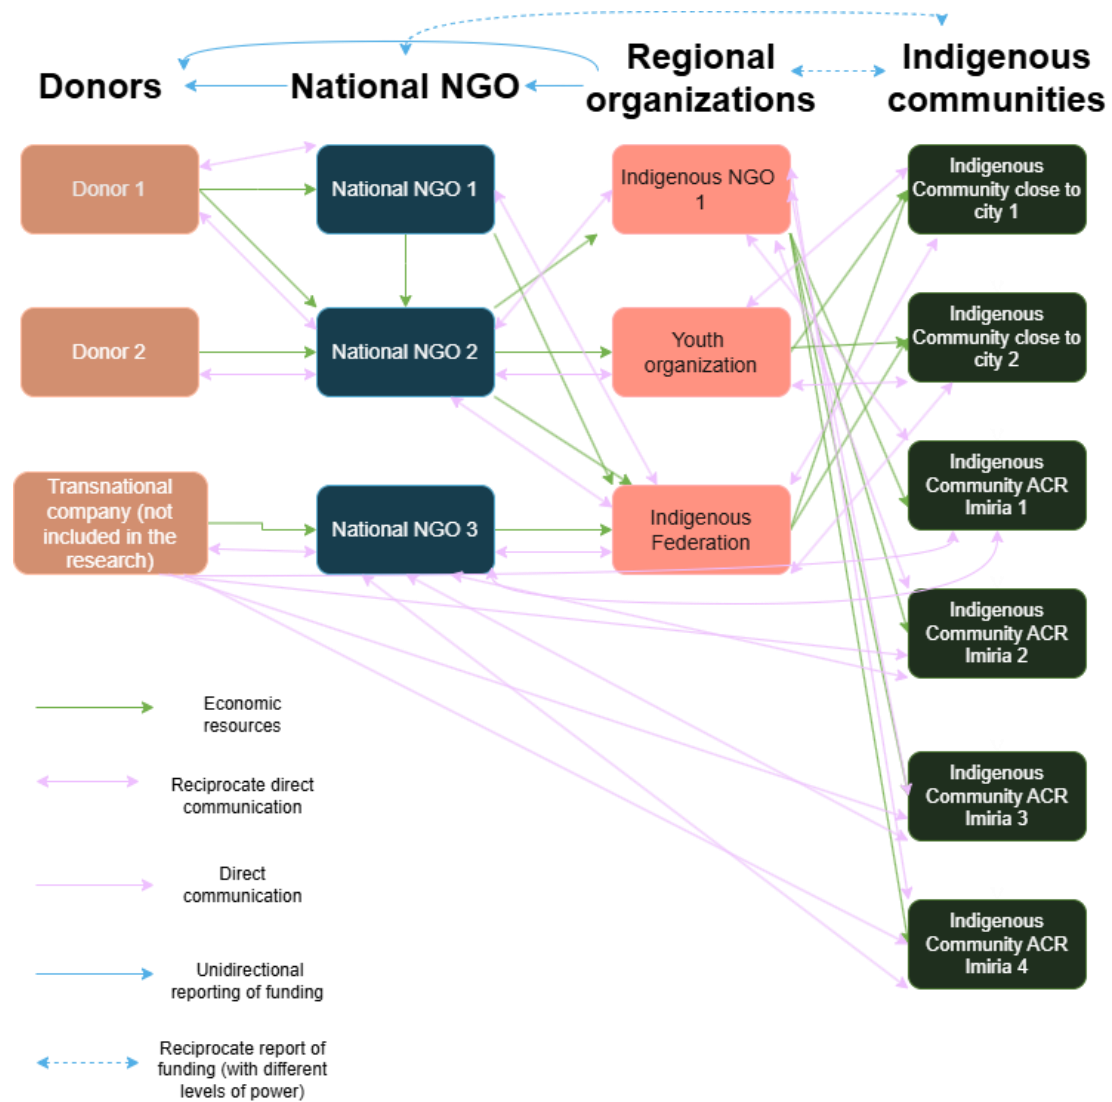 Donors
National NGO
Regional
organizations
Indigenous
communities
Donor 1
National NGO 1
Indigenous NGO
1
Indigenous
Community close to
city 1
Donor 2
National NGO 2
Youth
organization
Indigenous
Community close to
city 2
Transnational
company (not
included in the
research)
National NGO 3
Indigenous
Federation
Indigenous
Community ACR
Imiria 1
Indigenous
Community ACR
Imiria 2
Indigenous
Community ACR
Imiria 3
Indigenous
Community ACR
Imiria 4
Economic
resources
Reciprocate direct
communication
Direct
communication
Unidirectional
reporting of funding
Reciprocate report of
funding (with different
levels of power)